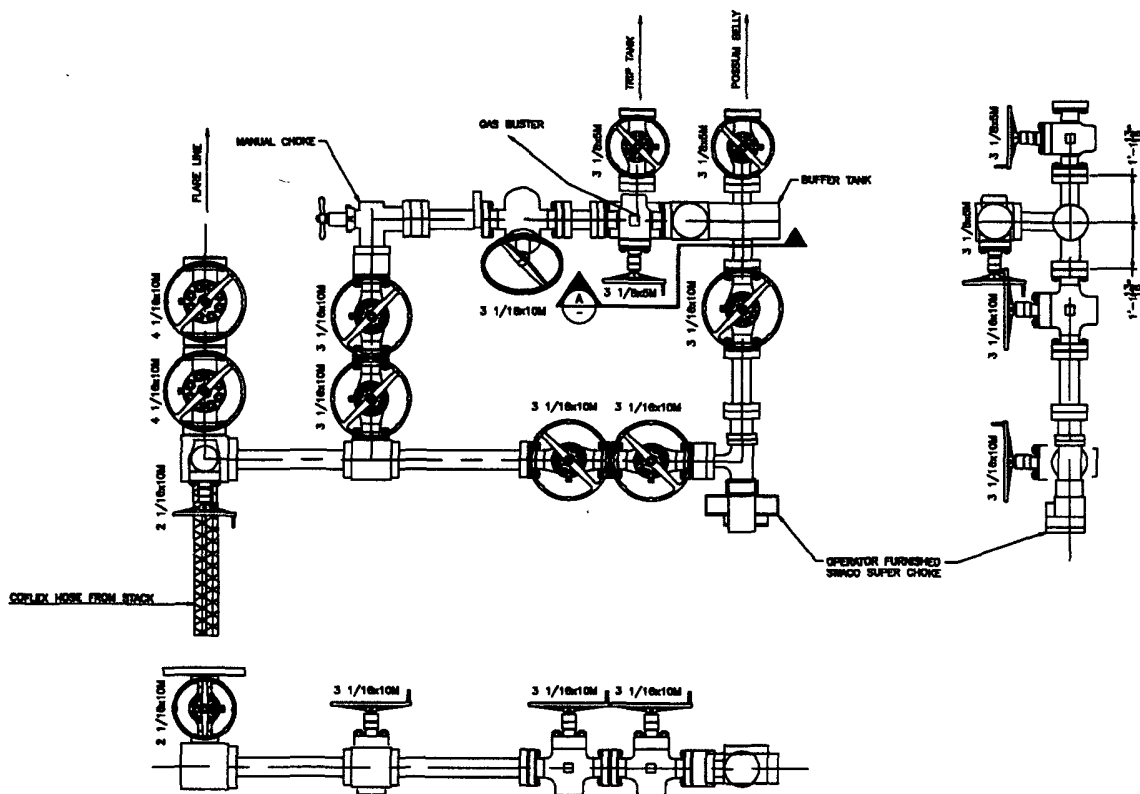 TRIP TANK
POSSUM BELLY
GAS BUSTER
MANUAL CHOKE
FLARE LINE
3 1/8x5M
3 1/8x5M
BUFFER TANK
3 1/8x5M
3 1/8x5M
3 1/8x5M
3 1/16x10M
A
-
3 1/16x10M
3 1/16x10M
4 1/16x10M
3 1/16x10M
4 1/16x10M
3 1/16x10M
3 1/16x10M
3 1/16x10M
3 1/16x10M
2 1/16x10M
OPERATOR FURNISHED
SWACO SUPER CHOKE
COFLEX HOSE FROM STACK
2 1/16x10M
3 1/16x10M
3 1/16x10M
3 1/16x10M